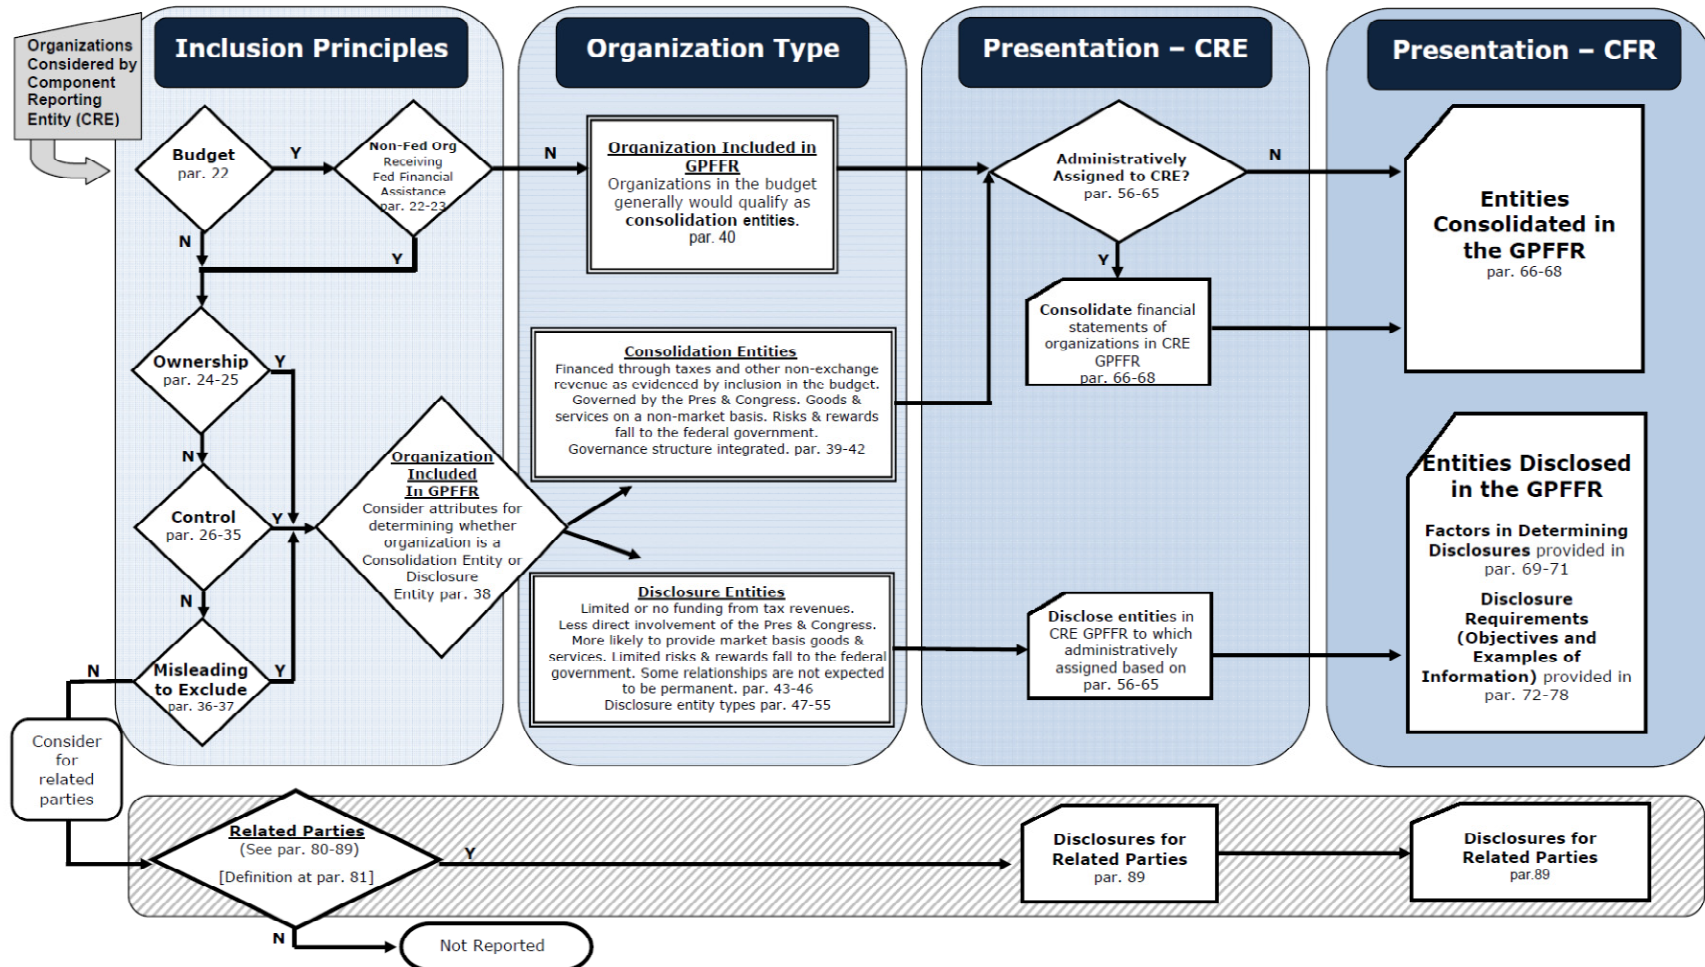 Organizations
Considered by
Component
Reporting
Entity (CRE)
Inclusion Principles
Organization Type
Presentation – CRE
Presentation – CFR
Budget
par. 22
Y
Non-Fed Org
Receiving
Fed Financial
Assistance
par. 22-23
N
Organization Included in
GPFFR
Organizations in the budget
generally would qualify as
consolidation entities.
par. 40
Administratively
Assigned to CRE?
par. 56-65
N
Entities
Consolidated in
the GPFFR
par. 66-68
N
Y
Y
Consolidate financial
statements of
organizations in CRE
GPFFR
par. 66-68
Ownership
par. 24-25
Y
N
Consolidation Entities
Financed through taxes and other non-exchange
revenue as evidenced by inclusion in the budget.
Governed by the Pres & Congress. Goods &
services on a non-market basis. Risks & rewards
fall to the federal government.
Governance structure integrated. par. 39-42
Control
par. 26-35
Y
N
Organization
Included
In GPFFR
Consider attributes for
determining whether
organization is a
Consolidation Entity or
Disclosure
Entity par. 38
Entities Disclosed
in the GPFFR
Factors in Determining
Disclosures provided in
par. 69-71
Disclosure
Requirements
(Objectives and
Examples of
Information) provided in
par. 72-78
Disclosure Entities
Limited or no funding from tax revenues.
Less direct involvement of the Pres & Congress.
More likely to provide market basis goods &
services. Limited risks & rewards fall to the federal
government. Some relationships are not expected
to be permanent. par. 43-46
Disclosure entity types par. 47-55
Disclose entities in
CRE GPFFR to which
administratively
assigned based on
par. 56-65
N
Misleading
to Exclude
par. 36-37
Y
Consider
for
related
parties
Related Parties
(See par. 80-89)
[Definition at par. 81]
Y
Disclosures for
Related Parties
par. 89
Disclosures for
Related Parties
par.89
N
Not Reported